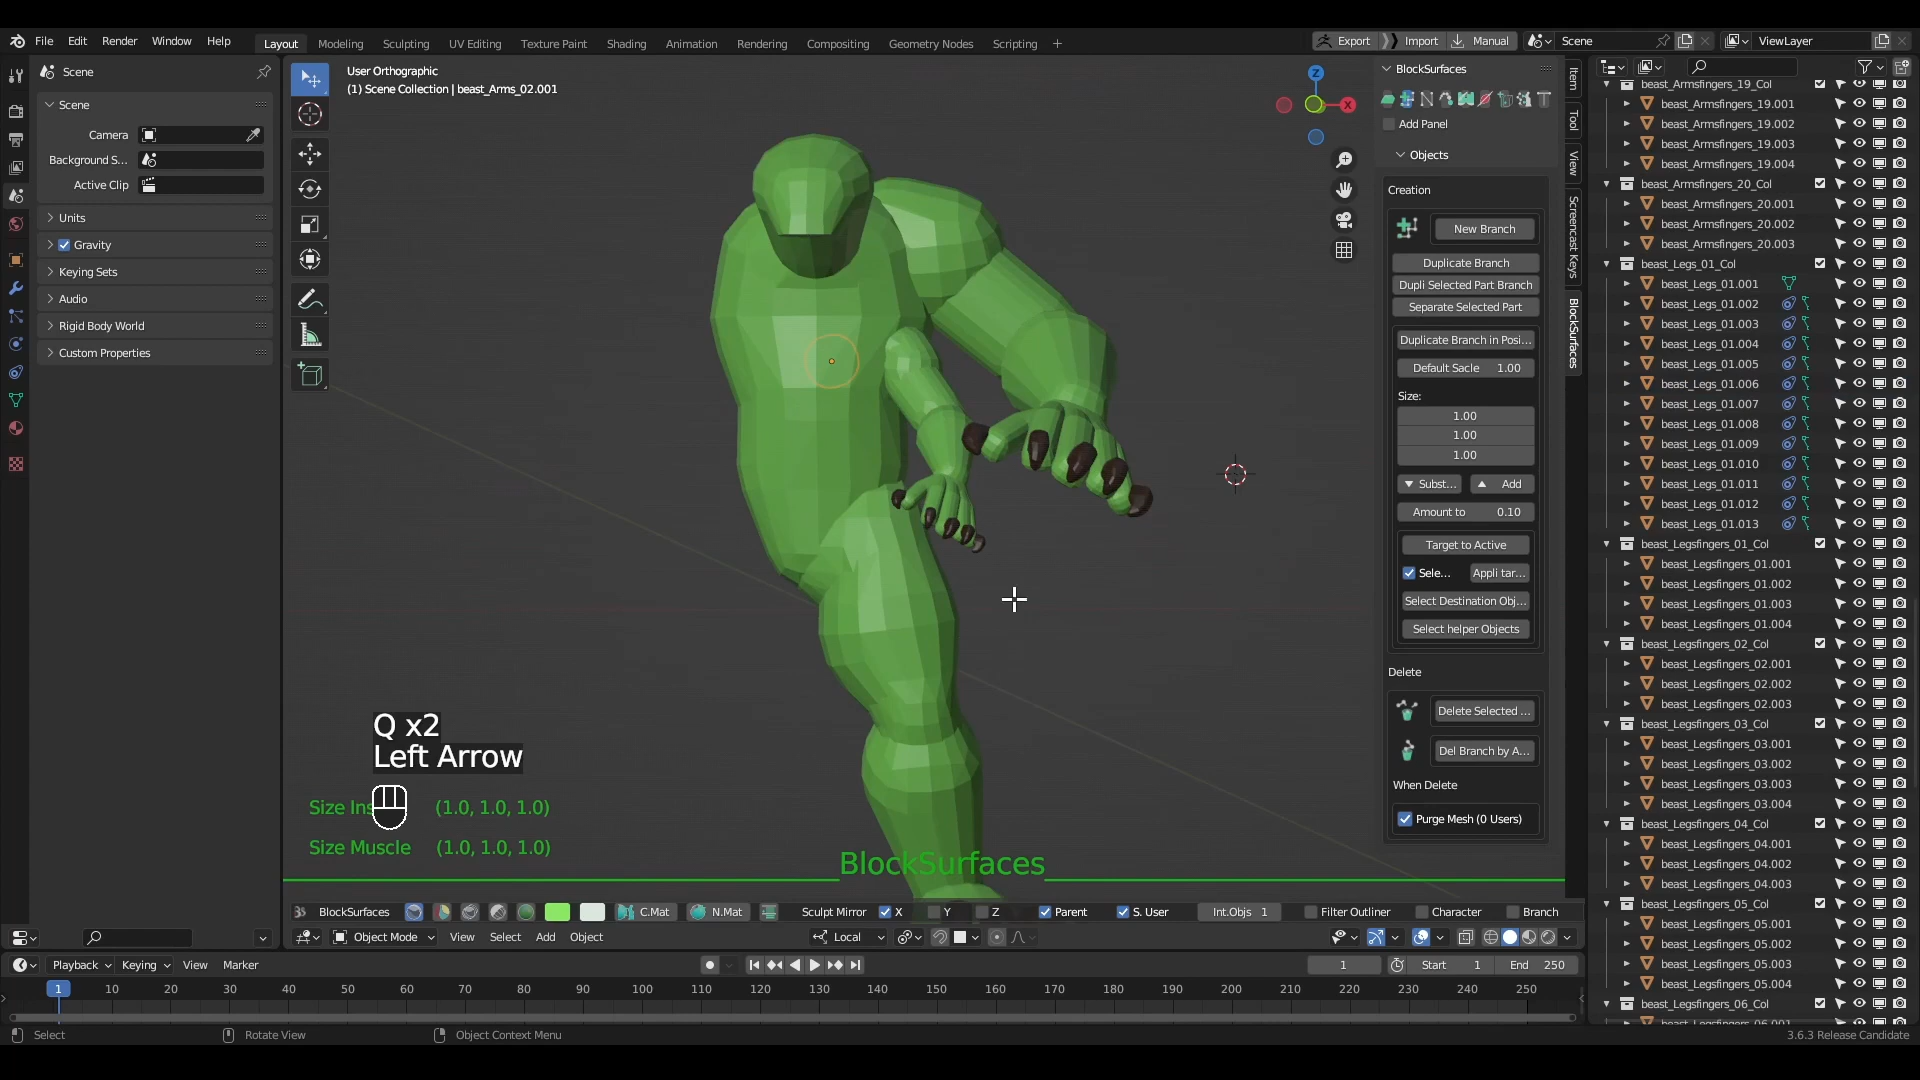 File Edit Render Window Help
Layout Modeling Sculpting UV Editing Texture Paint Shading Animation Rendering Compositing Geometry Nodes Scripting +
Export Import Manual Scene ViewLayer
Scene
Scene
Camera
Background S...
Active Clip
Units
Gravity
Keying Sets
Audio
Rigid Body World
Custom Properties
User Orthographic
(1) Scene Collection | beast_Arms_02.001
Z
X
Q x2
Left Arrow
Size Ins (1.0, 1.0, 1.0)
Size Muscle (1.0, 1.0, 1.0)
BlockSurfaces
BlockSurfaces
Add Panel
Objects
Creation
New Branch
Duplicate Branch
Dupli Selected Part Branch
Separate Selected Part
Duplicate Branch in Posi...
Default Sacle 1.00
Size:
1.00
1.00
1.00
Subst... Add
Amount to 0.10
Target to Active
Sele... Appli tar...
Select Destination Obj...
Select helper Objects
Delete
Delete Selected ...
Del Branch by A...
When Delete
Purge Mesh (0 Users)
Item
Tool
View
Screencast Keys
BlockSurfaces
beast_Armsfingers_19_Col
beast_Armsfingers_19.001
beast_Armsfingers_19.002
beast_Armsfingers_19.003
beast_Armsfingers_19.004
beast_Armsfingers_20_Col
beast_Armsfingers_20.001
beast_Armsfingers_20.002
beast_Armsfingers_20.003
beast_Legs_01_Col
beast_Legs_01.001
beast_Legs_01.002
beast_Legs_01.003
beast_Legs_01.004
beast_Legs_01.005
beast_Legs_01.006
beast_Legs_01.007
beast_Legs_01.008
beast_Legs_01.009
beast_Legs_01.010
beast_Legs_01.011
beast_Legs_01.012
beast_Legs_01.013
beast_Legsfingers_01_Col
beast_Legsfingers_01.001
beast_Legsfingers_01.002
beast_Legsfingers_01.003
beast_Legsfingers_01.004
beast_Legsfingers_02_Col
beast_Legsfingers_02.001
beast_Legsfingers_02.002
beast_Legsfingers_02.003
beast_Legsfingers_03_Col
beast_Legsfingers_03.001
beast_Legsfingers_03.002
beast_Legsfingers_03.003
beast_Legsfingers_03.004
beast_Legsfingers_04_Col
beast_Legsfingers_04.001
beast_Legsfingers_04.002
beast_Legsfingers_04.003
beast_Legsfingers_05_Col
beast_Legsfingers_05.001
beast_Legsfingers_05.002
beast_Legsfingers_05.003
beast_Legsfingers_05.004
beast_Legsfingers_06_Col
beast_Legsfingers_06.001
BlockSurfaces C.Mat N.Mat Sculpt Mirror X Y Z Parent S. User Int.Objs 1 Filter Outliner Character Branch
Object Mode View Select Add Object Local
Playback Keying View Marker 1 Start 1 End 250
1 10 20 30 40 50 60 70 80 90 100 110 120 130 140 150 160 170 180 190 200 210 220 230 240 250
Select Rotate View Object Context Menu 3.6.3 Release Candidate